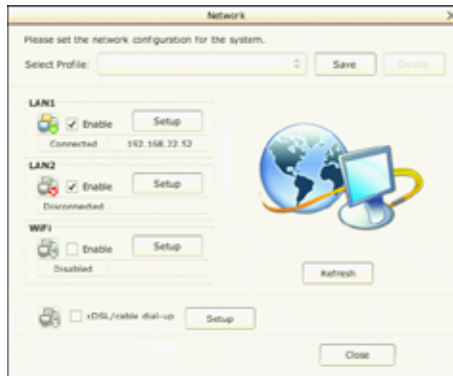 Network
Please set the network configuration for the system.
Select Profile: Save Delete
LAN1
Enable Setup
Connected 192.168.22.52
LAN2
Enable Setup
Disconnected
WiFi
Enable Setup
Disabled
Refresh
xDSL/cable dial-up Setup
Close